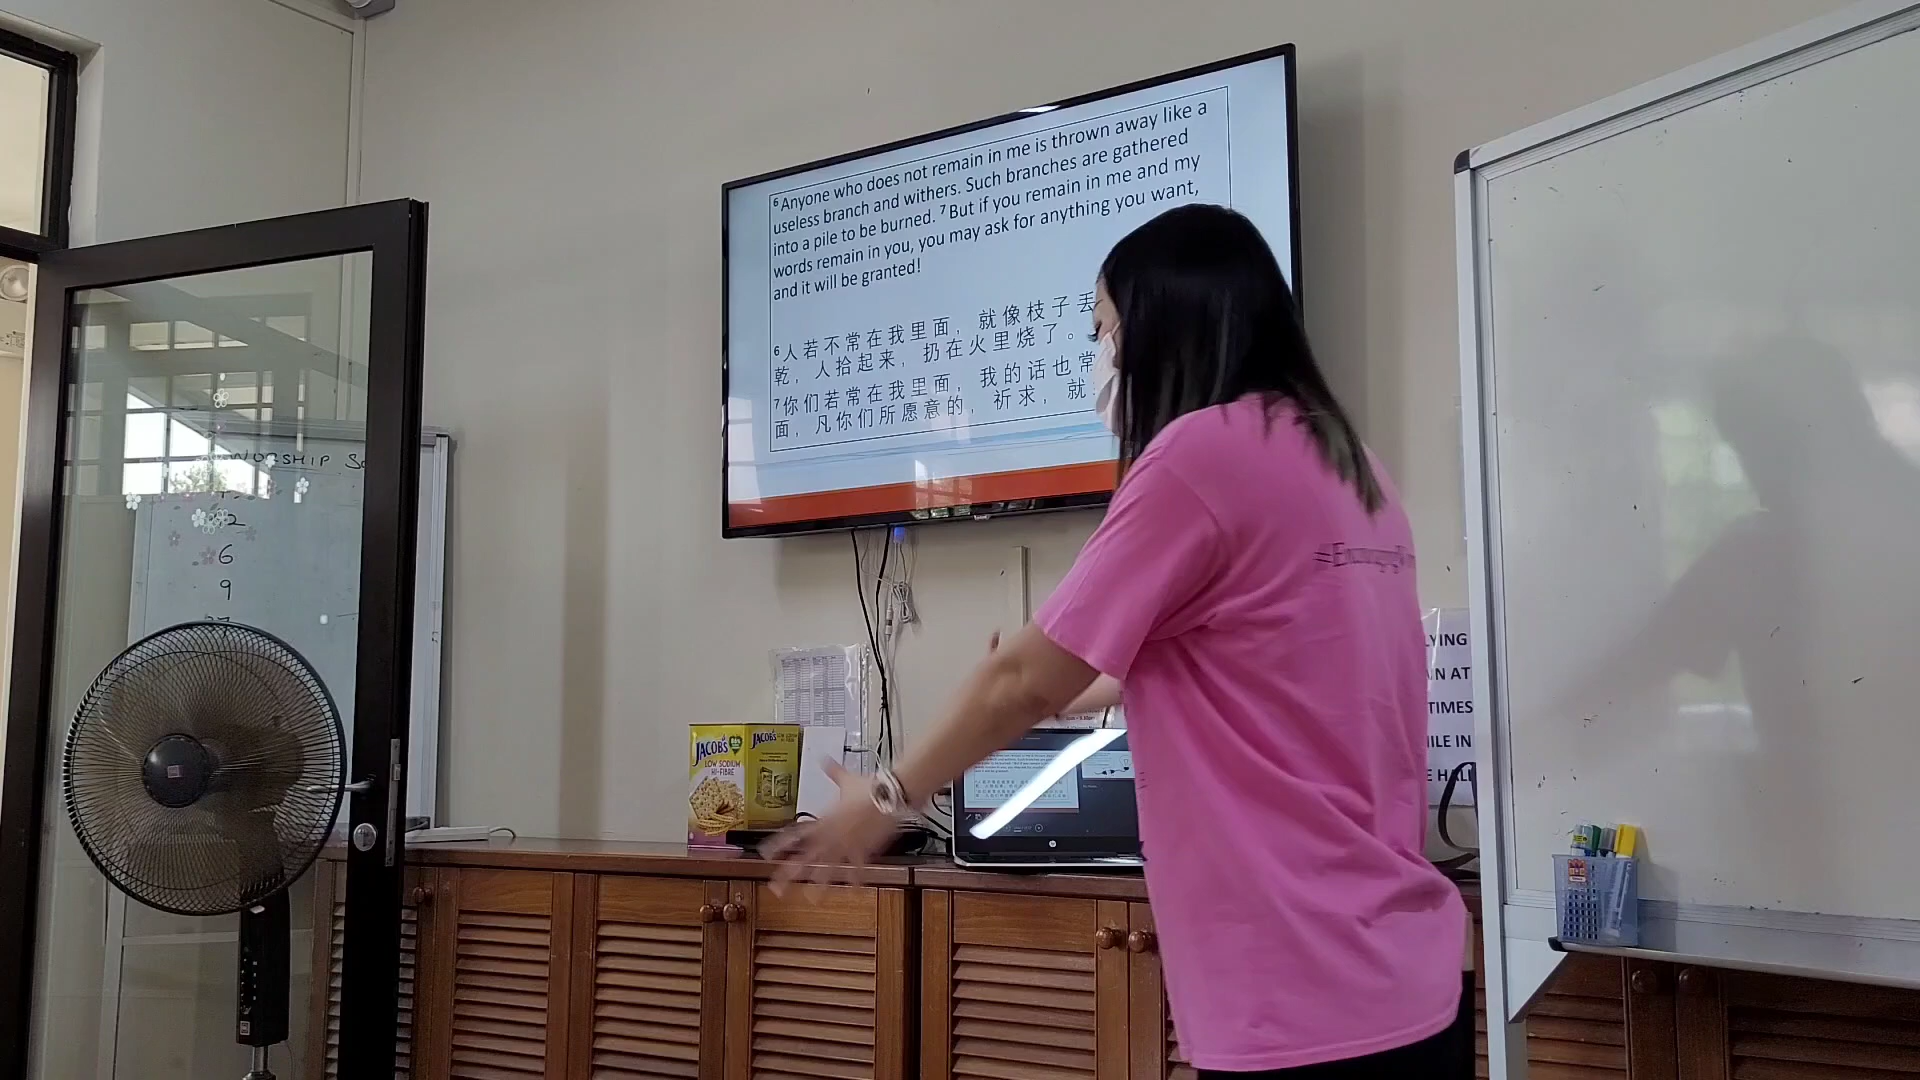 ⁶ Anyone who does not remain in me is thrown away like a
useless branch and withers. Such branches are gathered
into a pile to be burned. ⁷ But if you remain in me and my
words remain in you, you may ask for anything you want,
and it will be granted!
⁶人若不常在我里面，就像枝子丢
乾，人拾起来，扔在火里烧了。
⁷你们若常在我里面，我的话也常
面，凡你们所愿意的，祈求，就
WORSHIP
2
6
9
JACOB'S
LOW SODIUM
HI-FIBRE
JACOB'S
hp
LYING
AT
TIMES
IN